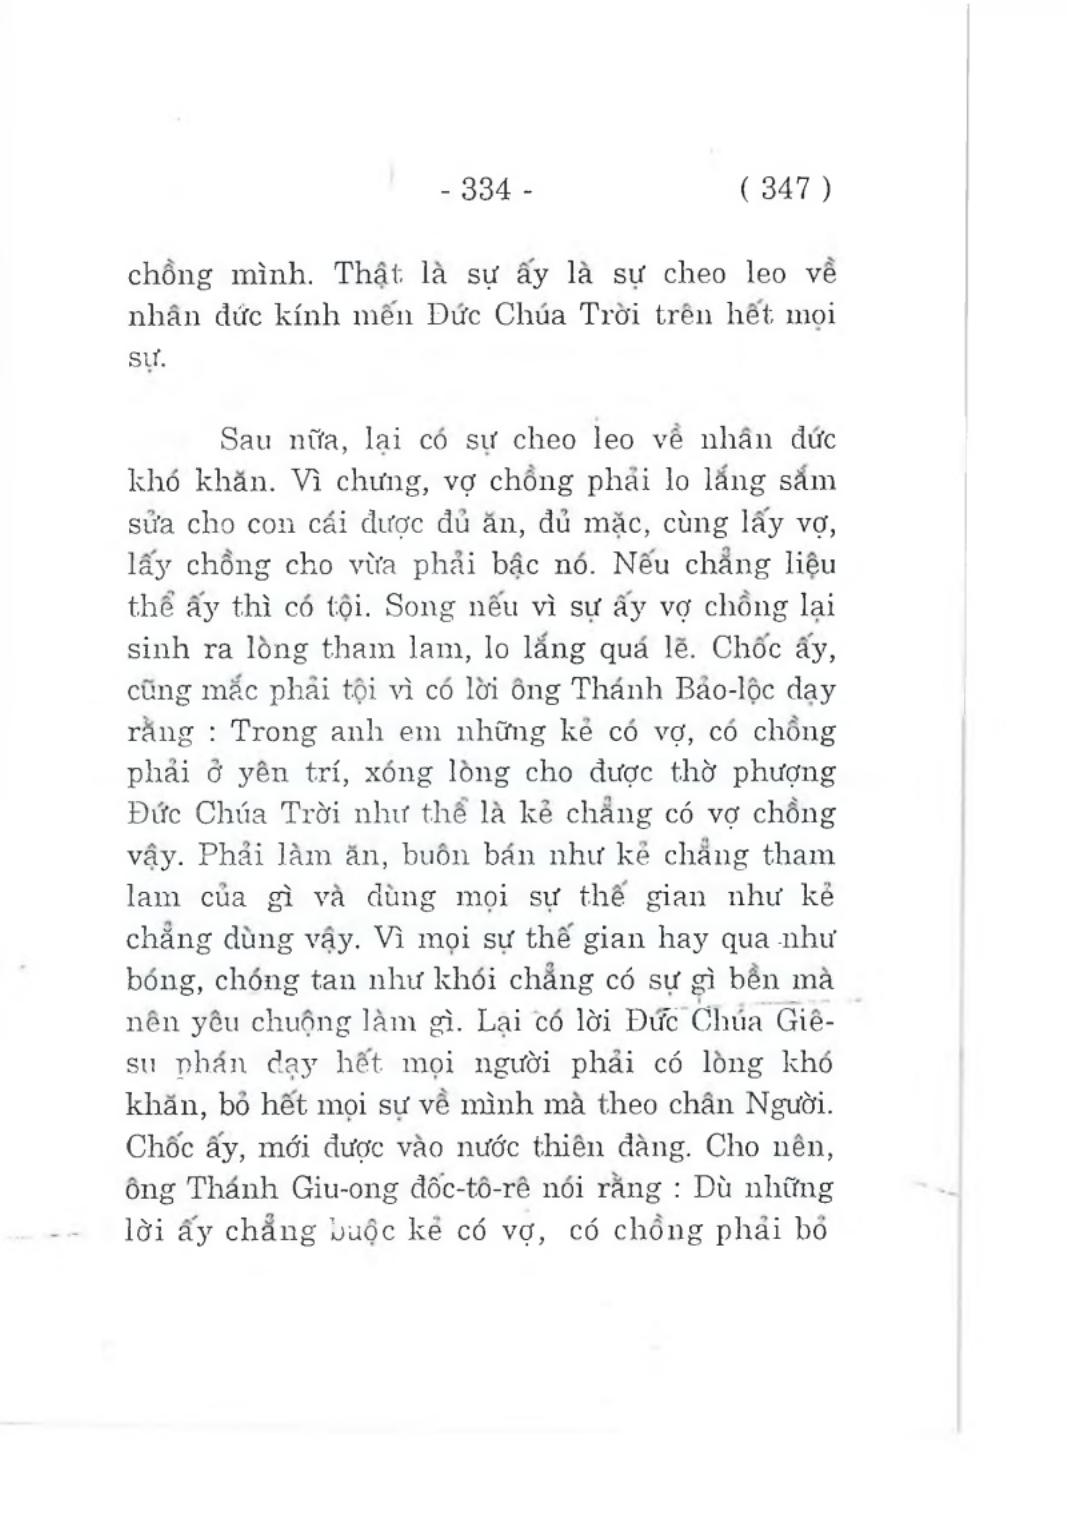 - 334 - ( 347 )
chồng mình. Thật là sự ấy là sự cheo leo về
nhân đức kính mến Đức Chúa Trời trên hết mọi
sự.
Sau nữa, lại có sự cheo leo về nhân đức
khó khăn. Vì chưng, vợ chồng phải lo lắng sắm
sửa cho con cái được đủ ăn, đủ mặc, cùng lấy vợ,
lấy chồng cho vừa phải bậc nó. Nếu chẳng liệu
thể ấy thì có tội. Song nếu vì sự ấy vợ chồng lại
sinh ra lòng tham lam, lo lắng quá lẽ. Chốc ấy,
cũng mắc phải tội vì có lời ông Thánh Bảo-lộc dạy
rằng : Trong anh em những kẻ có vợ, có chồng
phải ở yên trí, xóng lòng cho được thờ phượng
Đức Chúa Trời như thể là kẻ chẳng có vợ chồng
vậy. Phải làm ăn, buôn bán như kẻ chẳng tham
lam của gì và dùng mọi sự thế gian như kẻ
chẳng dùng vậy. Vì mọi sự thế gian hay qua như
bóng, chóng tan như khói chẳng có sự gì bền mà
nên yêu chuộng làm gì. Lại có lời Đức Chúa Giê-
su phán dạy hết mọi người phải có lòng khó
khăn, bỏ hết mọi sự về mình mà theo chân Người.
Chốc ấy, mới được vào nước thiên đàng. Cho nên,
ông Thánh Giu-ong đốc-tô-rê nói rằng : Dù những
lời ấy chẳng buộc kẻ có vợ, có chồng phải bỏ